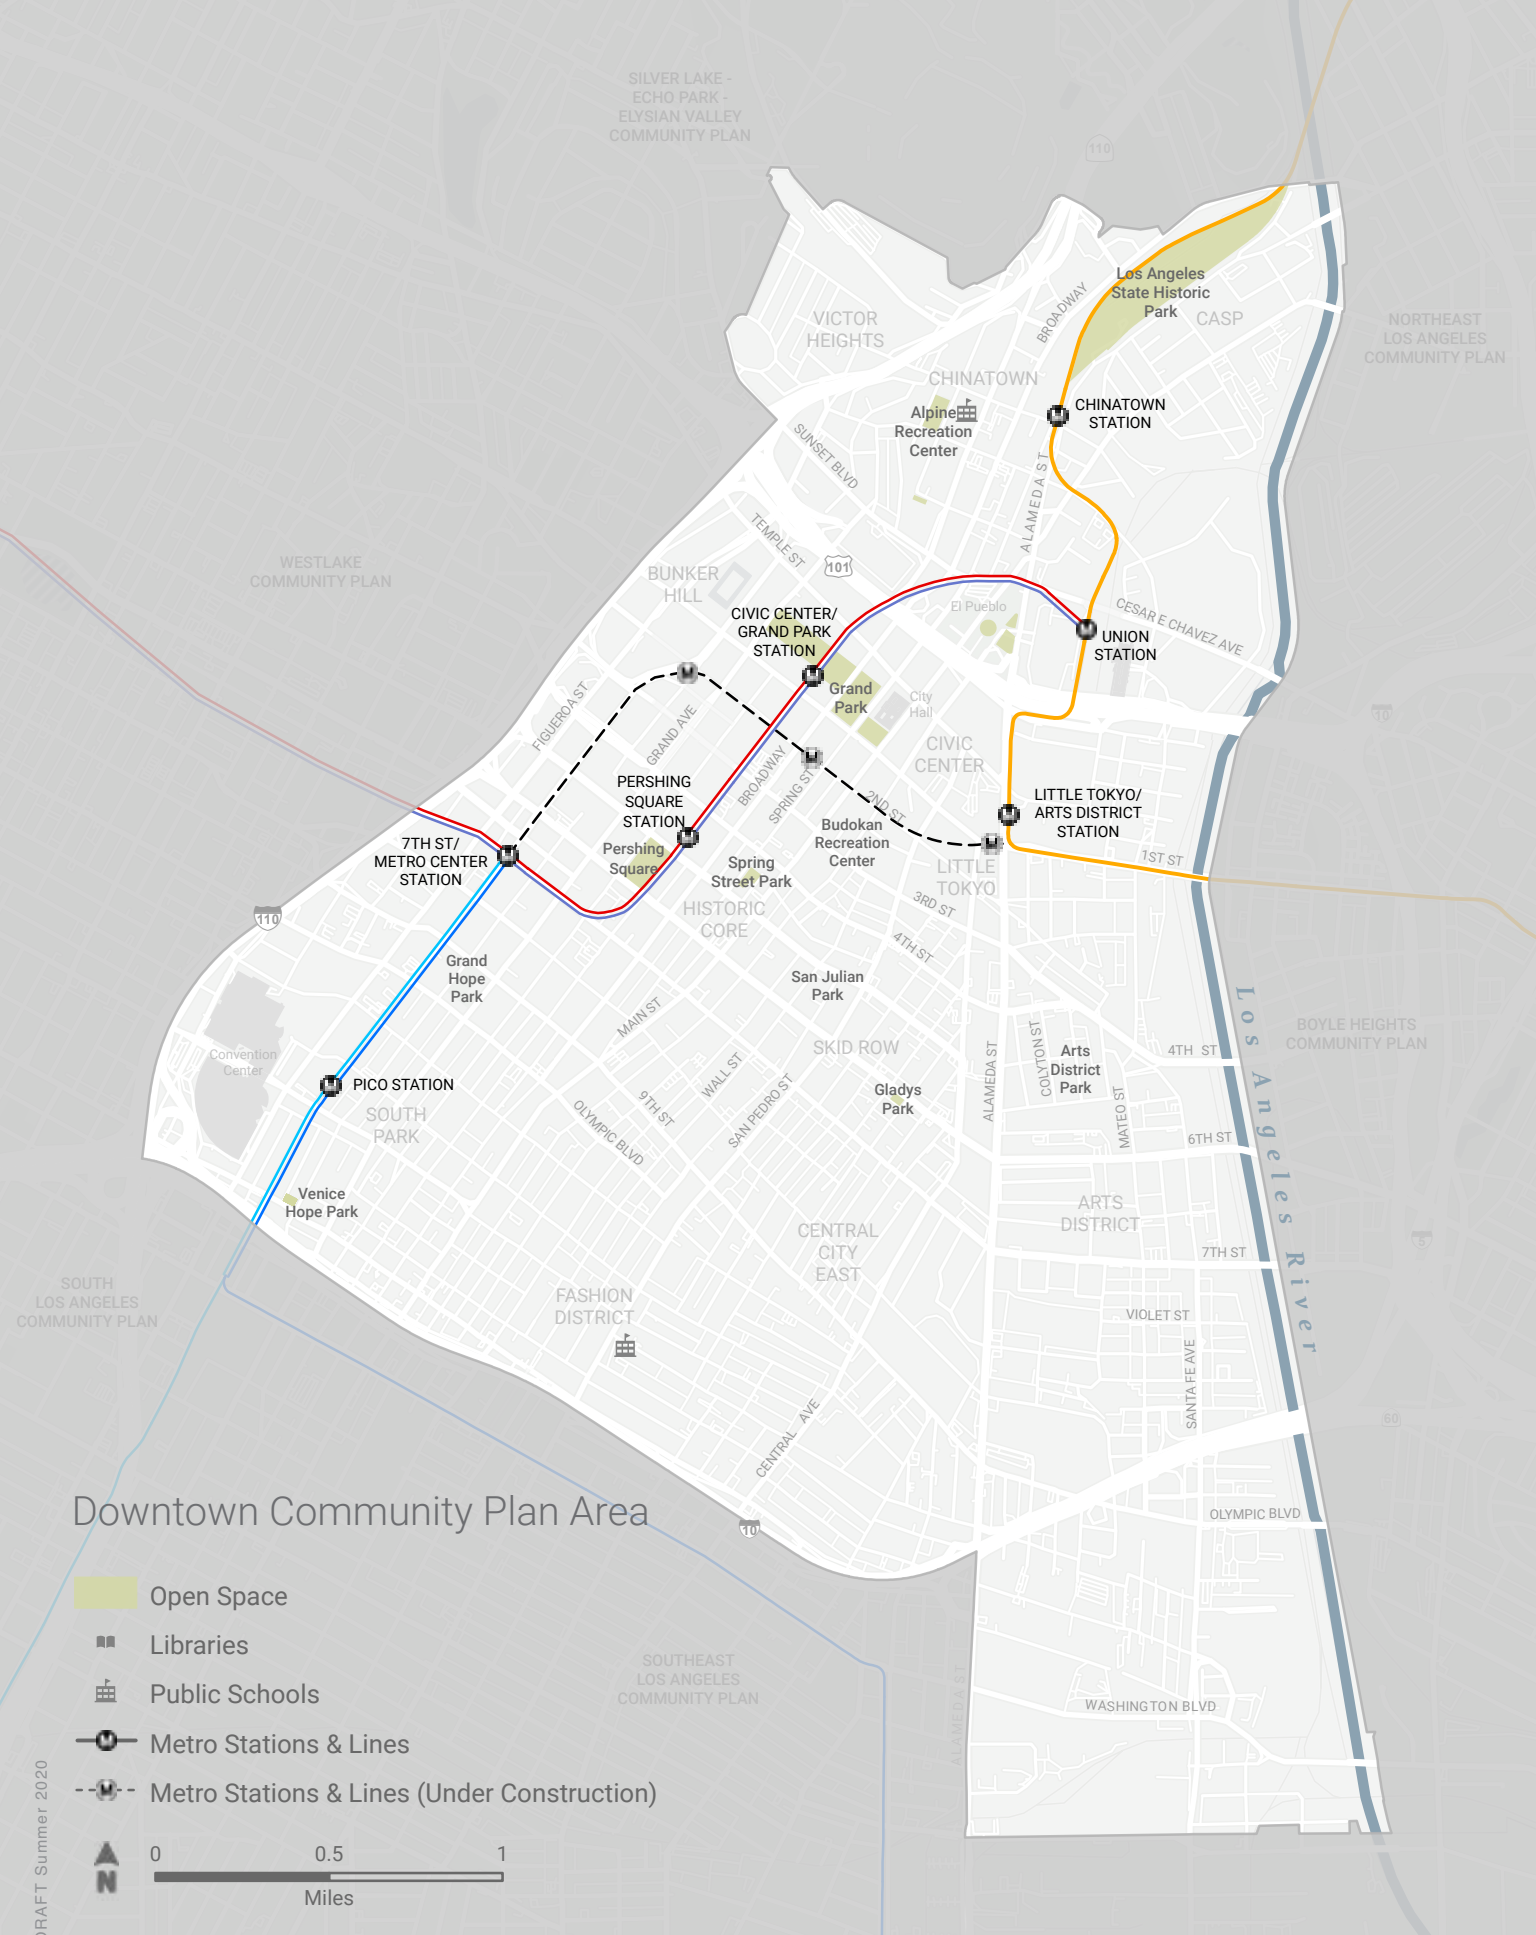 SILVER LAKE -
ECHO PARK -
ELYSIAN VALLEY
COMMUNITY PLAN
110
Los Angeles
State Historic
Park
CASP
VICTOR
HEIGHTS
BROADWAY
NORTHEAST
LOS ANGELES
COMMUNITY PLAN
CHINATOWN
Alpine
Recreation
Center
CHINATOWN
STATION
SUNSET BLVD
ALAMEDA ST
TEMPLE ST
101
WESTLAKE
COMMUNITY PLAN
BUNKER
HILL
CIVIC CENTER/
GRAND PARK
STATION
El Pueblo
CESAR E CHAVEZ AVE
UNION
STATION
M
FIGUEROA ST
GRAND AVE
Grand
Park
City
Hall
CIVIC
CENTER
10
BROADWAY
SPRING ST
2ND ST
PERSHING
SQUARE
STATION
LITTLE TOKYO/
ARTS DISTRICT
STATION
7TH ST/
METRO CENTER
STATION
Pershing
Square
Spring
Street Park
Budokan
Recreation
Center
LITTLE
TOKYO
1ST ST
110
HISTORIC
CORE
3RD ST
4TH ST
Grand
Hope
Park
San Julian
Park
MAIN ST
SKID ROW
WALL ST
Los Angeles River
BOYLE HEIGHTS
COMMUNITY PLAN
Convention
Center
PICO STATION
SOUTH
PARK
OLYMPIC BLVD
9TH ST
SAN PEDRO ST
Gladys
Park
ALAMEDA ST
COLYTON ST
Arts
District
Park
4TH ST
MATEO ST
6TH ST
Venice
Hope Park
ARTS
DISTRICT
CENTRAL
CITY
EAST
7TH ST
5
SOUTH
LOS ANGELES
COMMUNITY PLAN
FASHION
DISTRICT
VIOLET ST
SANTA FE AVE
60
CENTRAL AVE
10
OLYMPIC BLVD
Downtown Community Plan Area
Open Space
Libraries
Public Schools
Metro Stations & Lines
Metro Stations & Lines (Under Construction)
SOUTHEAST
LOS ANGELES
COMMUNITY PLAN
ALAMEDA ST
WASHINGTON BLVD
DRAFT Summer 2020
N
0 0.5 1
Miles